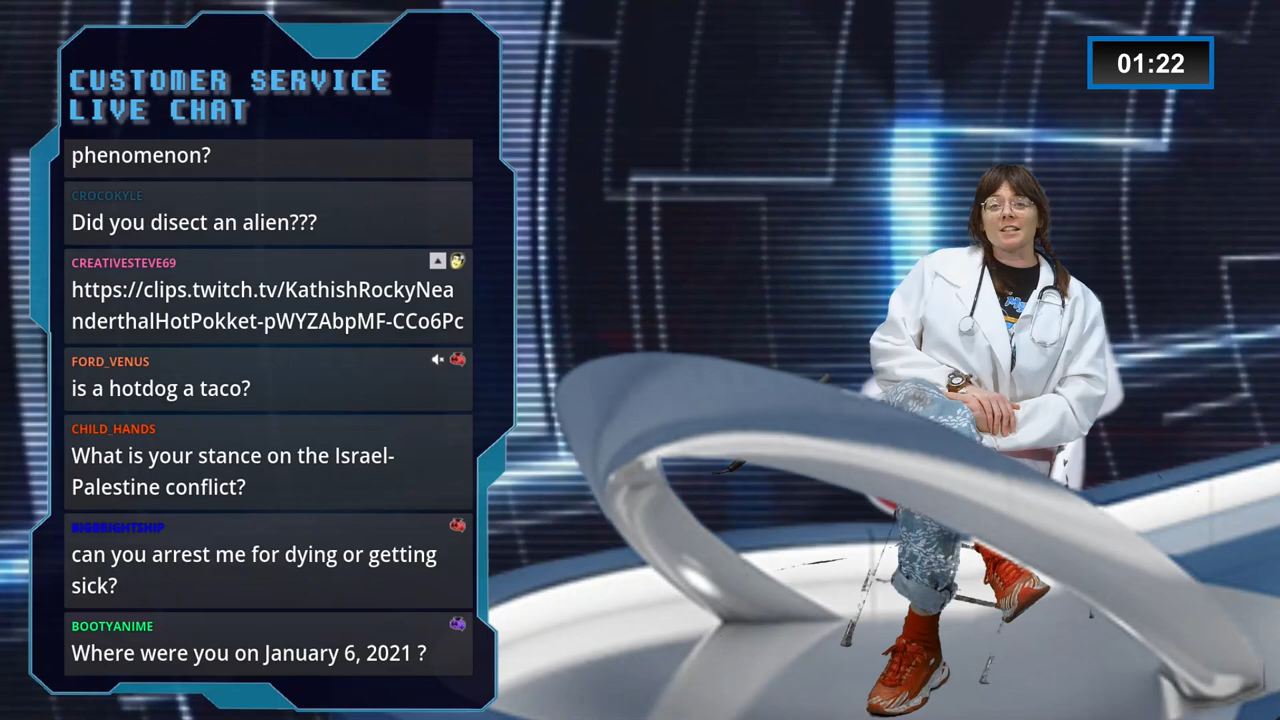 CUSTOMER SERVICE
LIVE CHAT
01:22
phenomenon?
CROCOKYLE
Did you disect an alien???
CREATIVESTEVE69
https://clips.twitch.tv/KathishRockyNea
nderthalHotPokket-pWYZAbpMF-CCo6Pc
FORD_VENUS
is a hotdog a taco?
CHILD_HANDS
What is your stance on the Israel-
Palestine conflict?
BIGBRIGHTSHIP
can you arrest me for dying or getting
sick?
BOOTYANIME
Where were you on January 6, 2021 ?